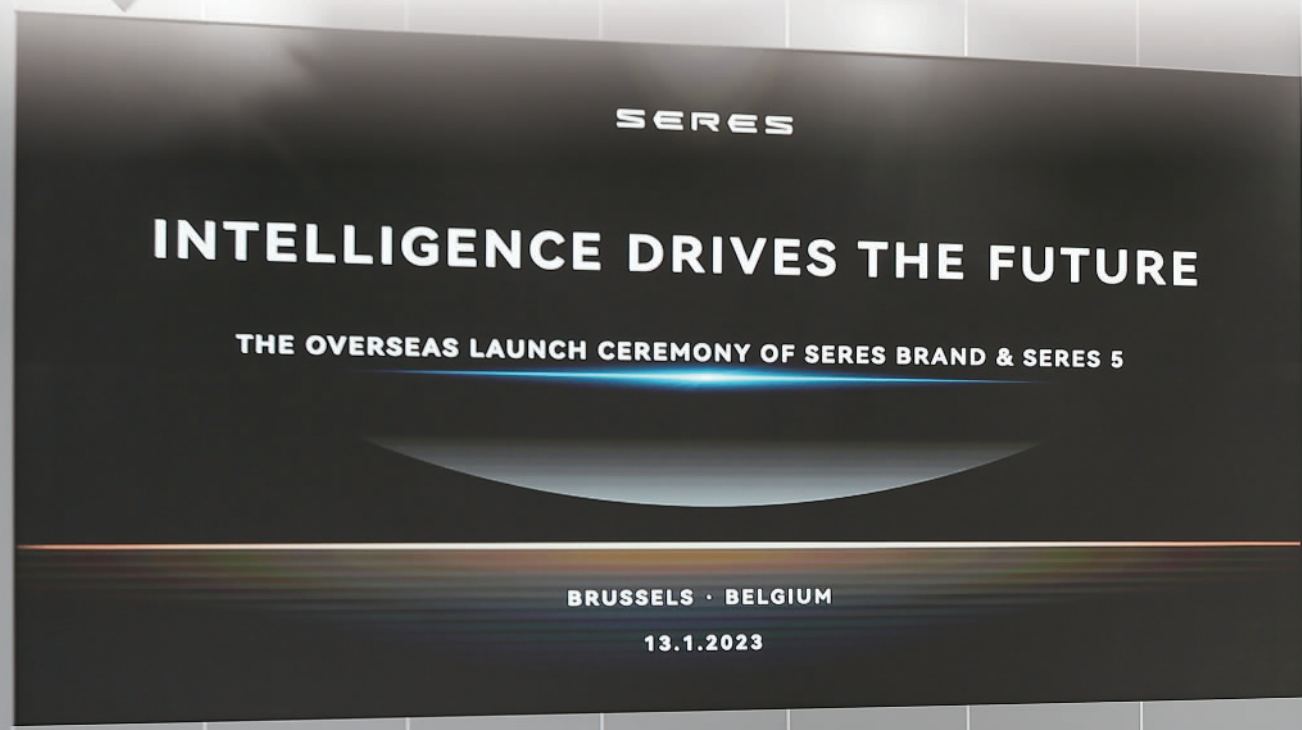 SERES
INTELLIGENCE DRIVES THE FUTURE
THE OVERSEAS LAUNCH CEREMONY OF SERES BRAND & SERES 5
BRUSSELS · BELGIUM
13.1.2023